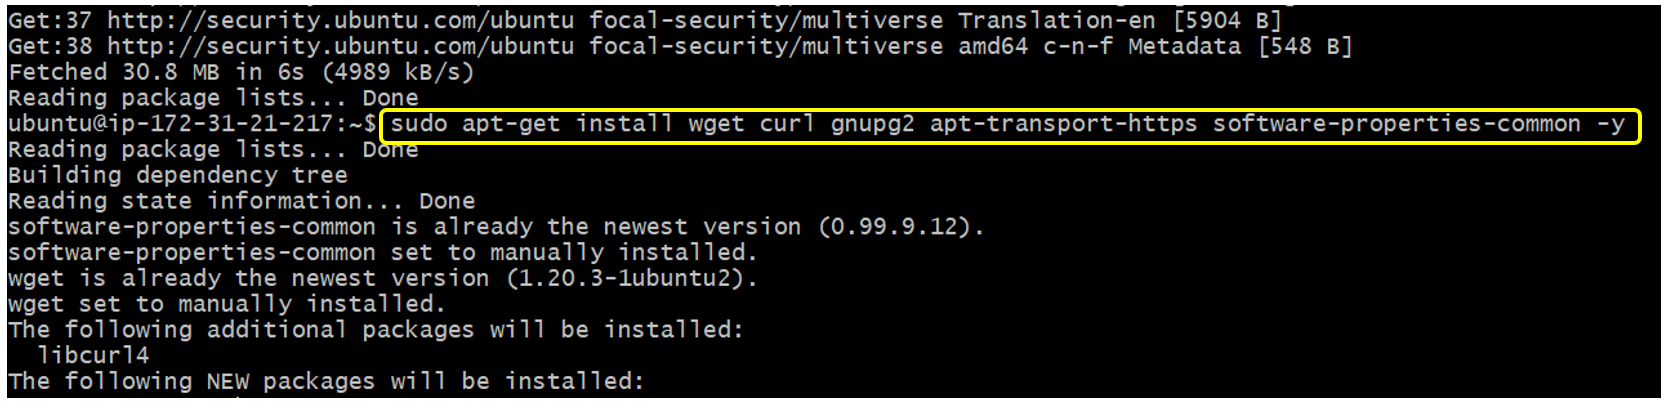 Get:37 http://security.ubuntu.com/ubuntu focal-security/multiverse Translation-en [5904 B]
Get:38 http://security.ubuntu.com/ubuntu focal-security/multiverse amd64 c-n-f Metadata [548 B]
Fetched 30.8 MB in 6s (4989 kB/s)
Reading package lists... Done
ubuntu@ip-172-31-21-217:~$ sudo apt-get install wget curl gnupg2 apt-transport-https software-properties-common -y
Reading package lists... Done
Building dependency tree
Reading state information... Done
software-properties-common is already the newest version (0.99.9.12).
software-properties-common set to manually installed.
wget is already the newest version (1.20.3-1ubuntu2).
wget set to manually installed.
The following additional packages will be installed:
  libcurl4
The following NEW packages will be installed: